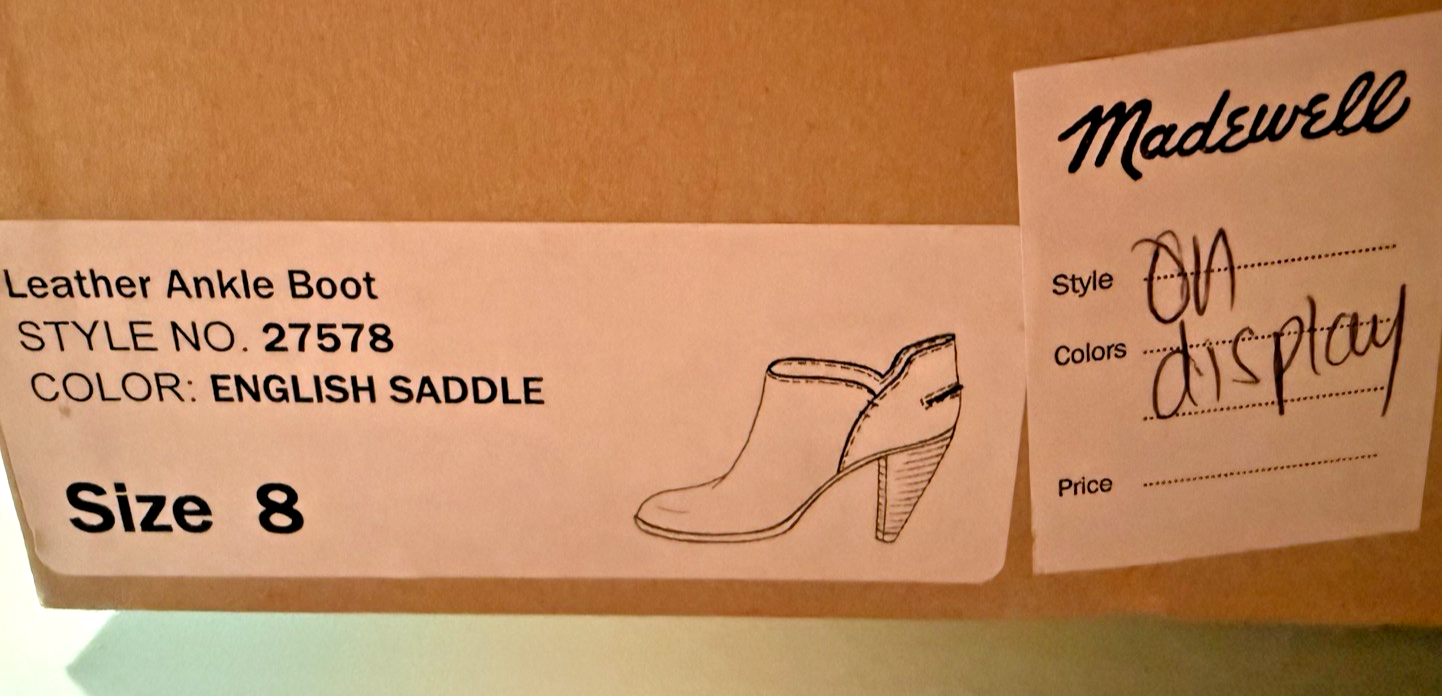 Leather Ankle Boot
STYLE NO. 27578
COLOR: ENGLISH SADDLE
Size 8
Madewell
Style on
Colors display
Price